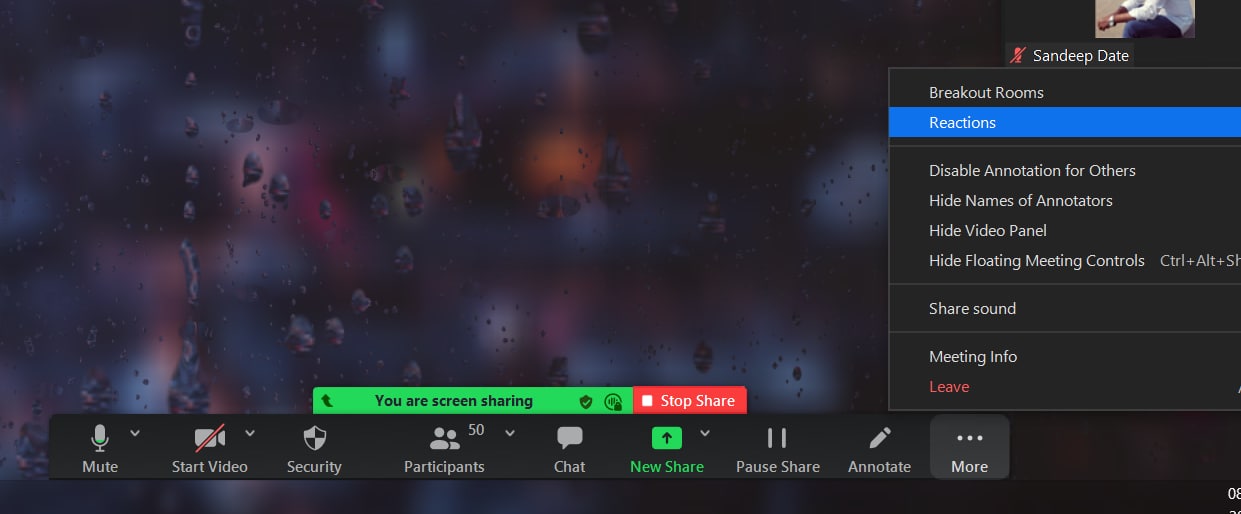 Sandeep Date
Breakout Rooms
Reactions
Disable Annotation for Others
Hide Names of Annotators
Hide Video Panel
Hide Floating Meeting Controls Ctrl+Alt+Sh
Share sound
Meeting Info
Leave
You are screen sharing
Stop Share
50
Mute
Start Video
Security
Participants
Chat
New Share
Pause Share
Annotate
More
08